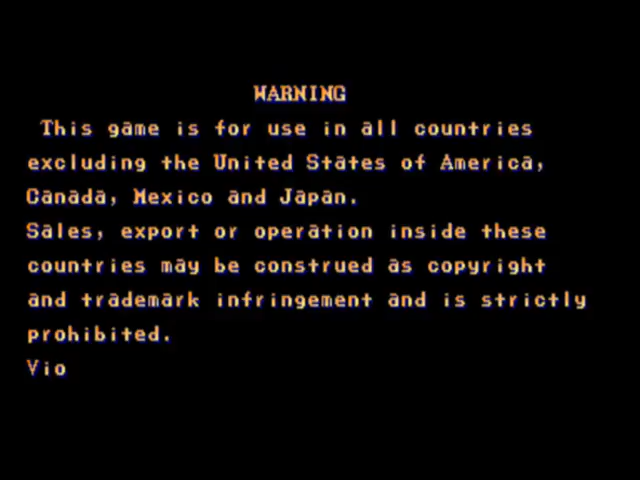 WARNING
This game is for use in all countries
excluding the United States of America,
Canada, Mexico and Japan.
Sales, export or operation inside these
countries may be construed as copyright
and trademark infringement and is strictly
prohibited.
Vio